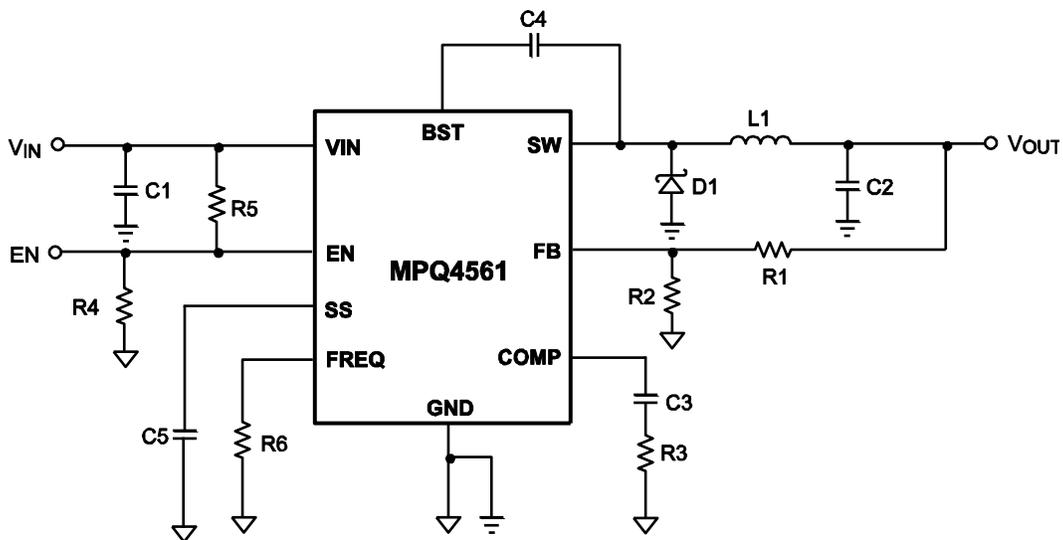 C4
BST
VIN
VIN
SW
L1
VOUT
C1
R5
D1
C2
EN
EN
FB
MPQ4561
R1
R4
R2
SS
FREQ
COMP
GND
C3
C5
R6
R3